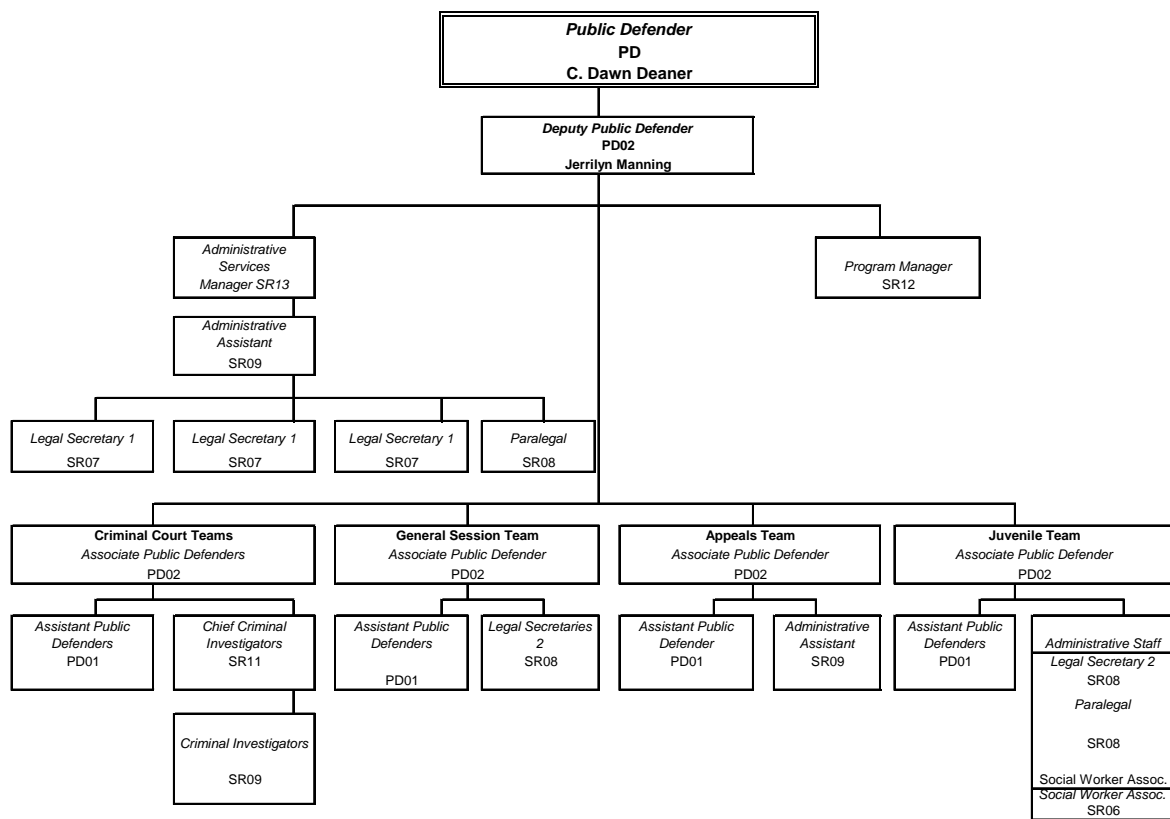 Public Defender
PD
C. Dawn Deaner
Deputy Public Defender
PD02
Jerrilyn Manning
Administrative
Services
Manager SR13
Program Manager
SR12
Administrative
Assistant
SR09
Legal Secretary 1
SR07
Legal Secretary 1
SR07
Legal Secretary 1
SR07
Paralegal
SR08
Criminal Court Teams
Associate Public Defenders
PD02
General Session Team
Associate Public Defender
PD02
Appeals Team
Associate Public Defender
PD02
Juvenile Team
Associate Public Defender
PD02
Assistant Public
Defenders
PD01
Chief Criminal
Investigators
SR11
Assistant Public
Defenders
PD01
Legal Secretaries
2
SR08
Assistant Public
Defender
PD01
Administrative
Assistant
SR09
Assistant Public
Defenders
PD01
Administrative Staff
Legal Secretary 2
SR08
Paralegal
SR08
Social Worker Assoc.
Social Worker Assoc.
SR06
Criminal Investigators
SR09